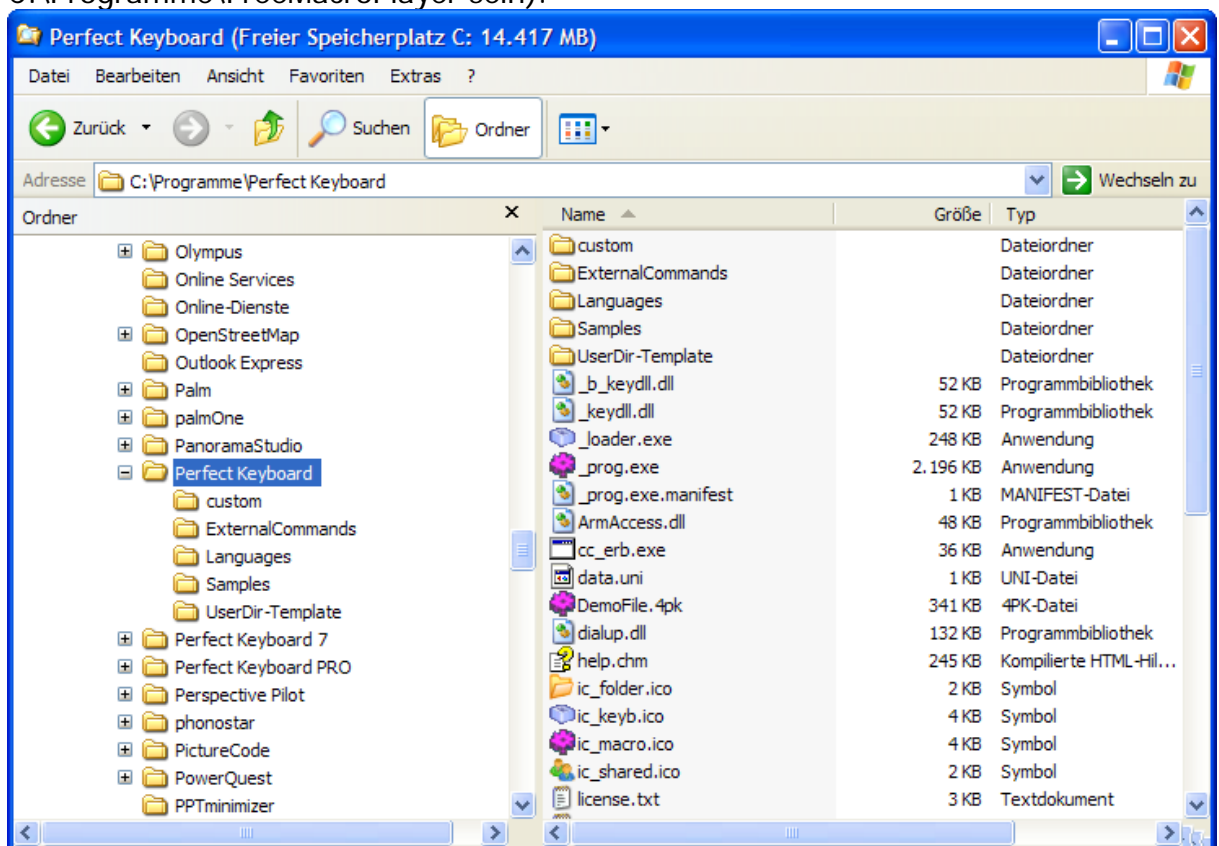 C:\Programme\FreeMacroPlayer sein):
Perfect Keyboard (Freier Speicherplatz C: 14.417 MB)
Datei Bearbeiten Ansicht Favoriten Extras ?
Zurück Suchen Ordner
Adresse C:\Programme\Perfect Keyboard Wechseln zu
Ordner
Olympus
Online Services
Online-Dienste
OpenStreetMap
Outlook Express
Palm
palmOne
PanoramaStudio
Perfect Keyboard
custom
ExternalCommands
Languages
Samples
UserDir-Template
Perfect Keyboard 7
Perfect Keyboard PRO
Perspective Pilot
phonostar
PictureCode
PowerQuest
PPTminimizer
Name Größe Typ
custom Dateiordner
ExternalCommands Dateiordner
Languages Dateiordner
Samples Dateiordner
UserDir-Template Dateiordner
_b_keydll.dll 52 KB Programmbibliothek
_keydll.dll 52 KB Programmbibliothek
_loader.exe 248 KB Anwendung
_prog.exe 2.196 KB Anwendung
_prog.exe.manifest 1 KB MANIFEST-Datei
ArmAccess.dll 48 KB Programmbibliothek
cc_erb.exe 36 KB Anwendung
data.uni 1 KB UNI-Datei
DemoFile.4pk 341 KB 4PK-Datei
dialup.dll 132 KB Programmbibliothek
help.chm 245 KB Kompilierte HTML-Hil...
ic_folder.ico 2 KB Symbol
ic_keyb.ico 4 KB Symbol
ic_macro.ico 4 KB Symbol
ic_shared.ico 2 KB Symbol
license.txt 3 KB Textdokument